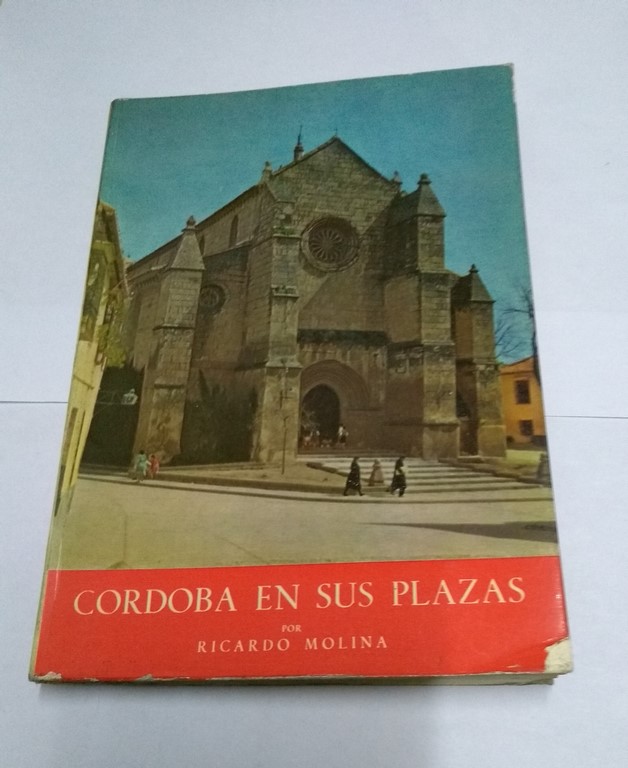 CORDOBA EN SUS PLAZAS
POR
RICARDO MOLINA